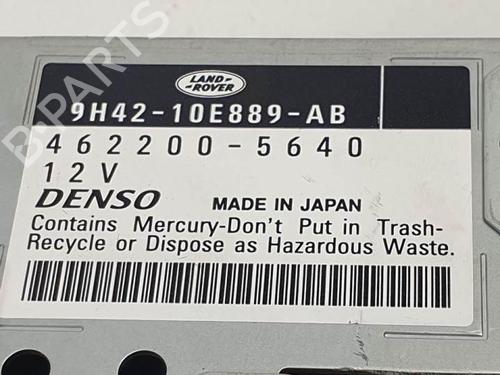 LAND-
ROVER
9H42-10E889-AB
462200-5640
12V
DENSO MADE IN JAPAN
Contains Mercury-Don't Put in Trash-
Recycle or Dispose as Hazardous Waste.
B-PARTS